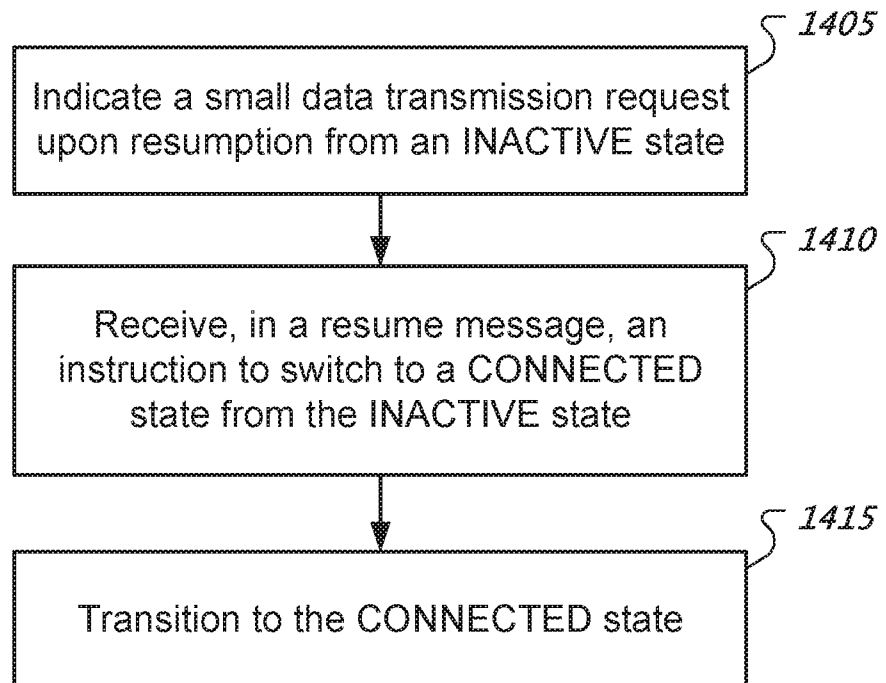 1405
Indicate a small data transmission request
upon resumption from an INACTIVE state
1410
Receive, in a resume message, an
instruction to switch to a CONNECTED
state from the INACTIVE state
1415
Transition to the CONNECTED state